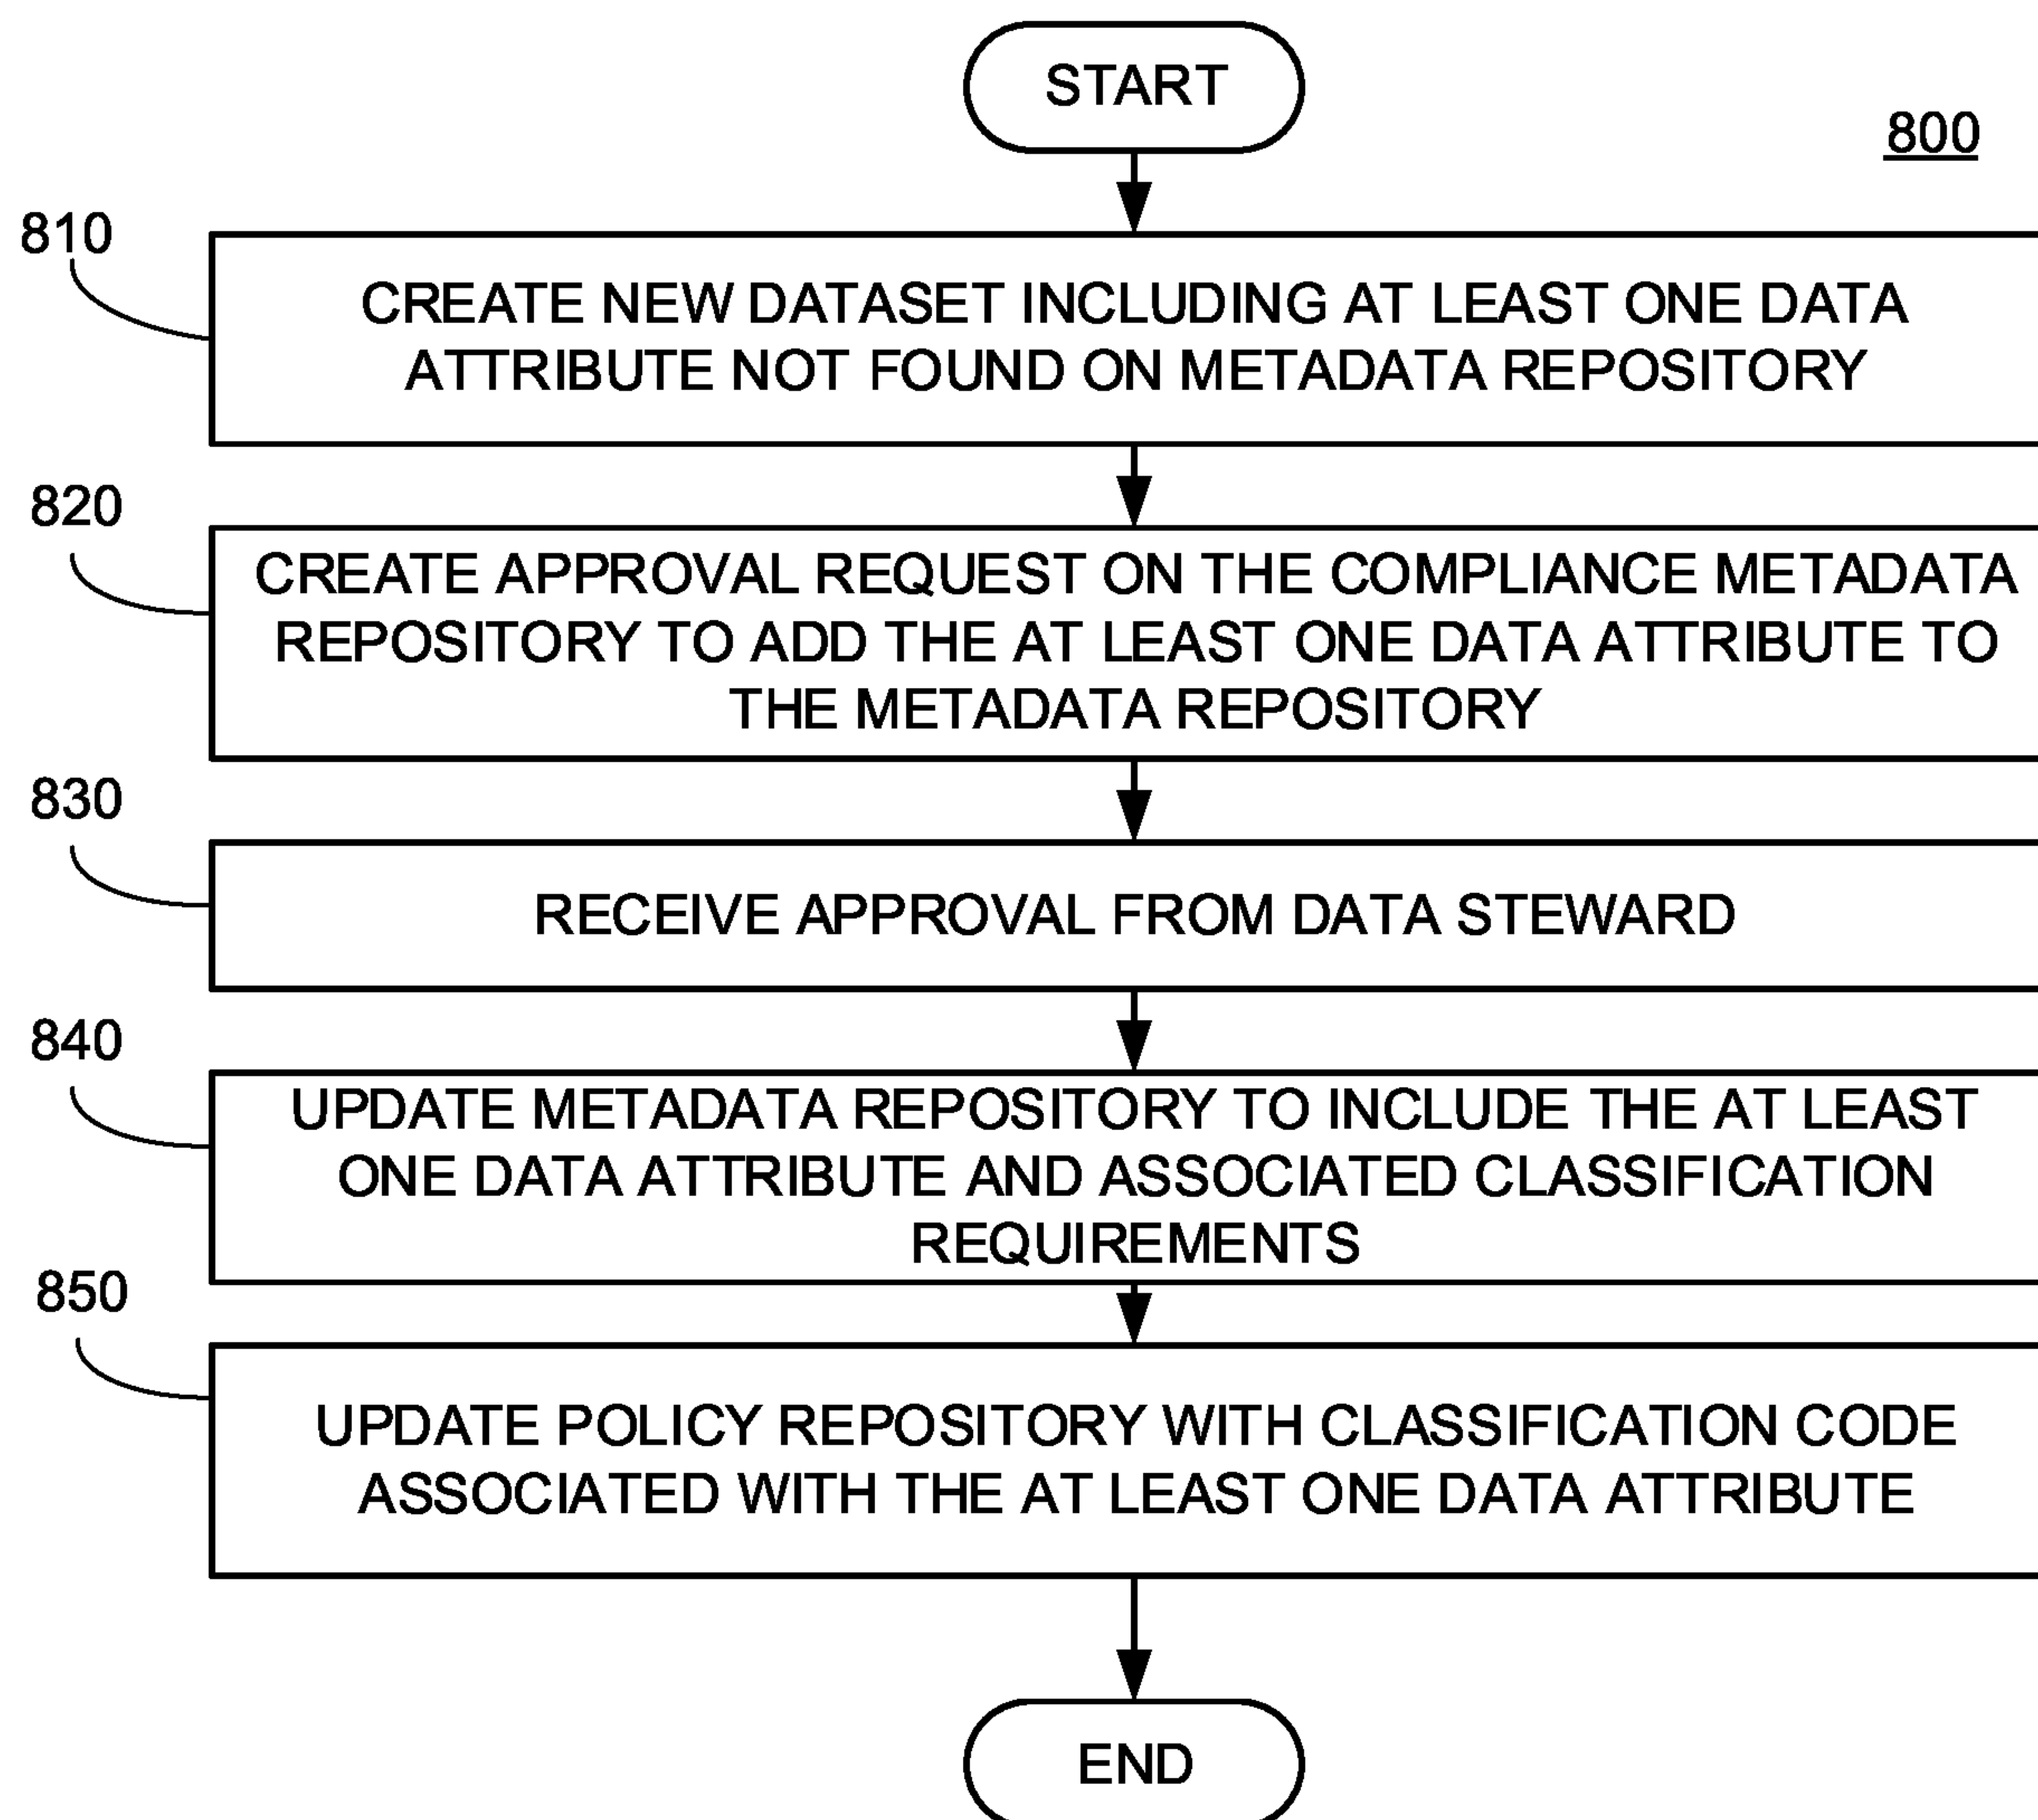 START
800
810
CREATE NEW DATASET INCLUDING AT LEAST ONE DATA
ATTRIBUTE NOT FOUND ON METADATA REPOSITORY
820
CREATE APPROVAL REQUEST ON THE COMPLIANCE METADATA
REPOSITORY TO ADD THE AT LEAST ONE DATA ATTRIBUTE TO
THE METADATA REPOSITORY
830
RECEIVE APPROVAL FROM DATA STEWARD
840
UPDATE METADATA REPOSITORY TO INCLUDE THE AT LEAST
ONE DATA ATTRIBUTE AND ASSOCIATED CLASSIFICATION
REQUIREMENTS
850
UPDATE POLICY REPOSITORY WITH CLASSIFICATION CODE
ASSOCIATED WITH THE AT LEAST ONE DATA ATTRIBUTE
END